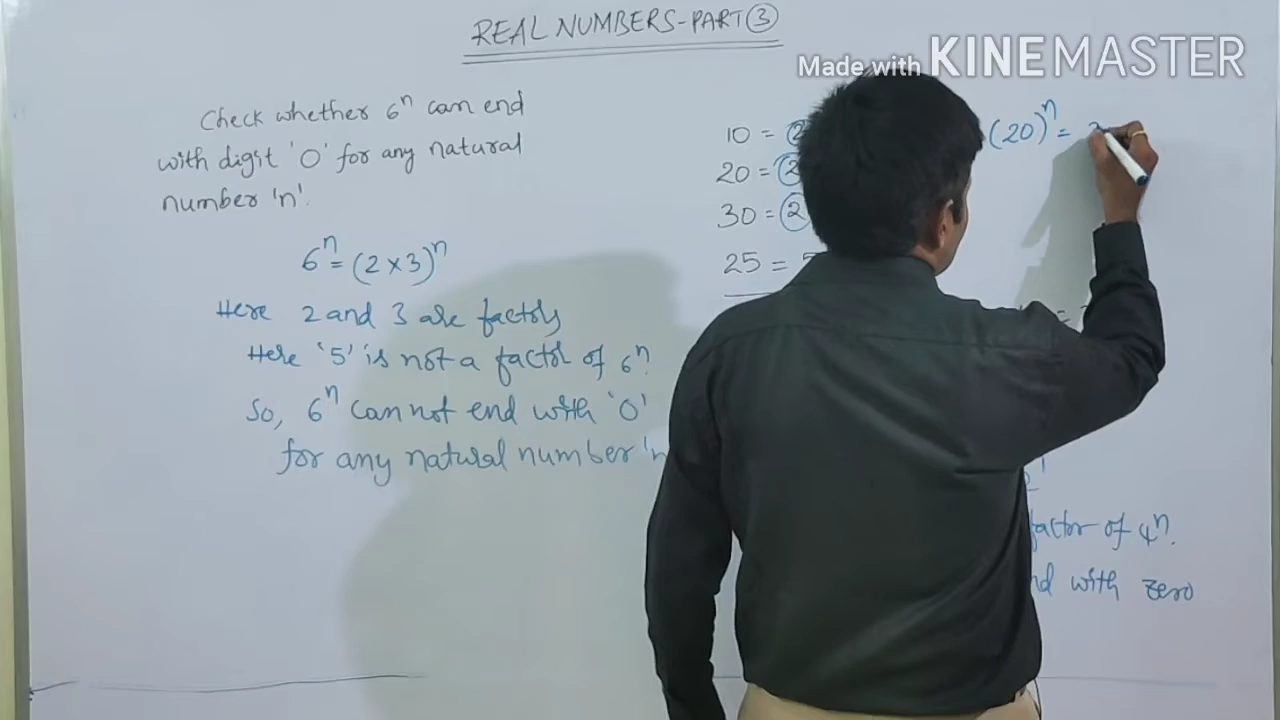 REAL NUMBERS-PART ③
Made with KINEMASTER
Check whether 6ⁿ can end
with digit '0' for any natural
number 'n'.
6ⁿ = (2 × 3)ⁿ
Here 2 and 3 are factors
Here '5' is not a factor of 6ⁿ.
So, 6ⁿ can not end with '0'
for any natural number 'n
10 = 2
20 = 2
30 = 2
25 =
(20)ⁿ =
factor of 4ⁿ.
with zero